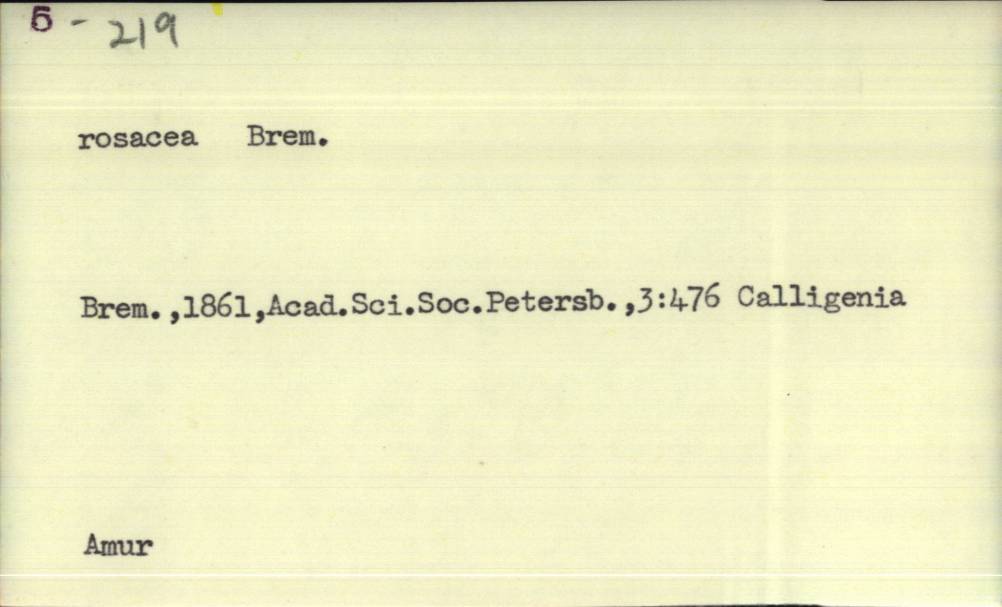 5 - 219
rosacea Brem.
Brem.,1861,Acad.Sci.Soc.Petersb.,3:476 Calligenia
Amur